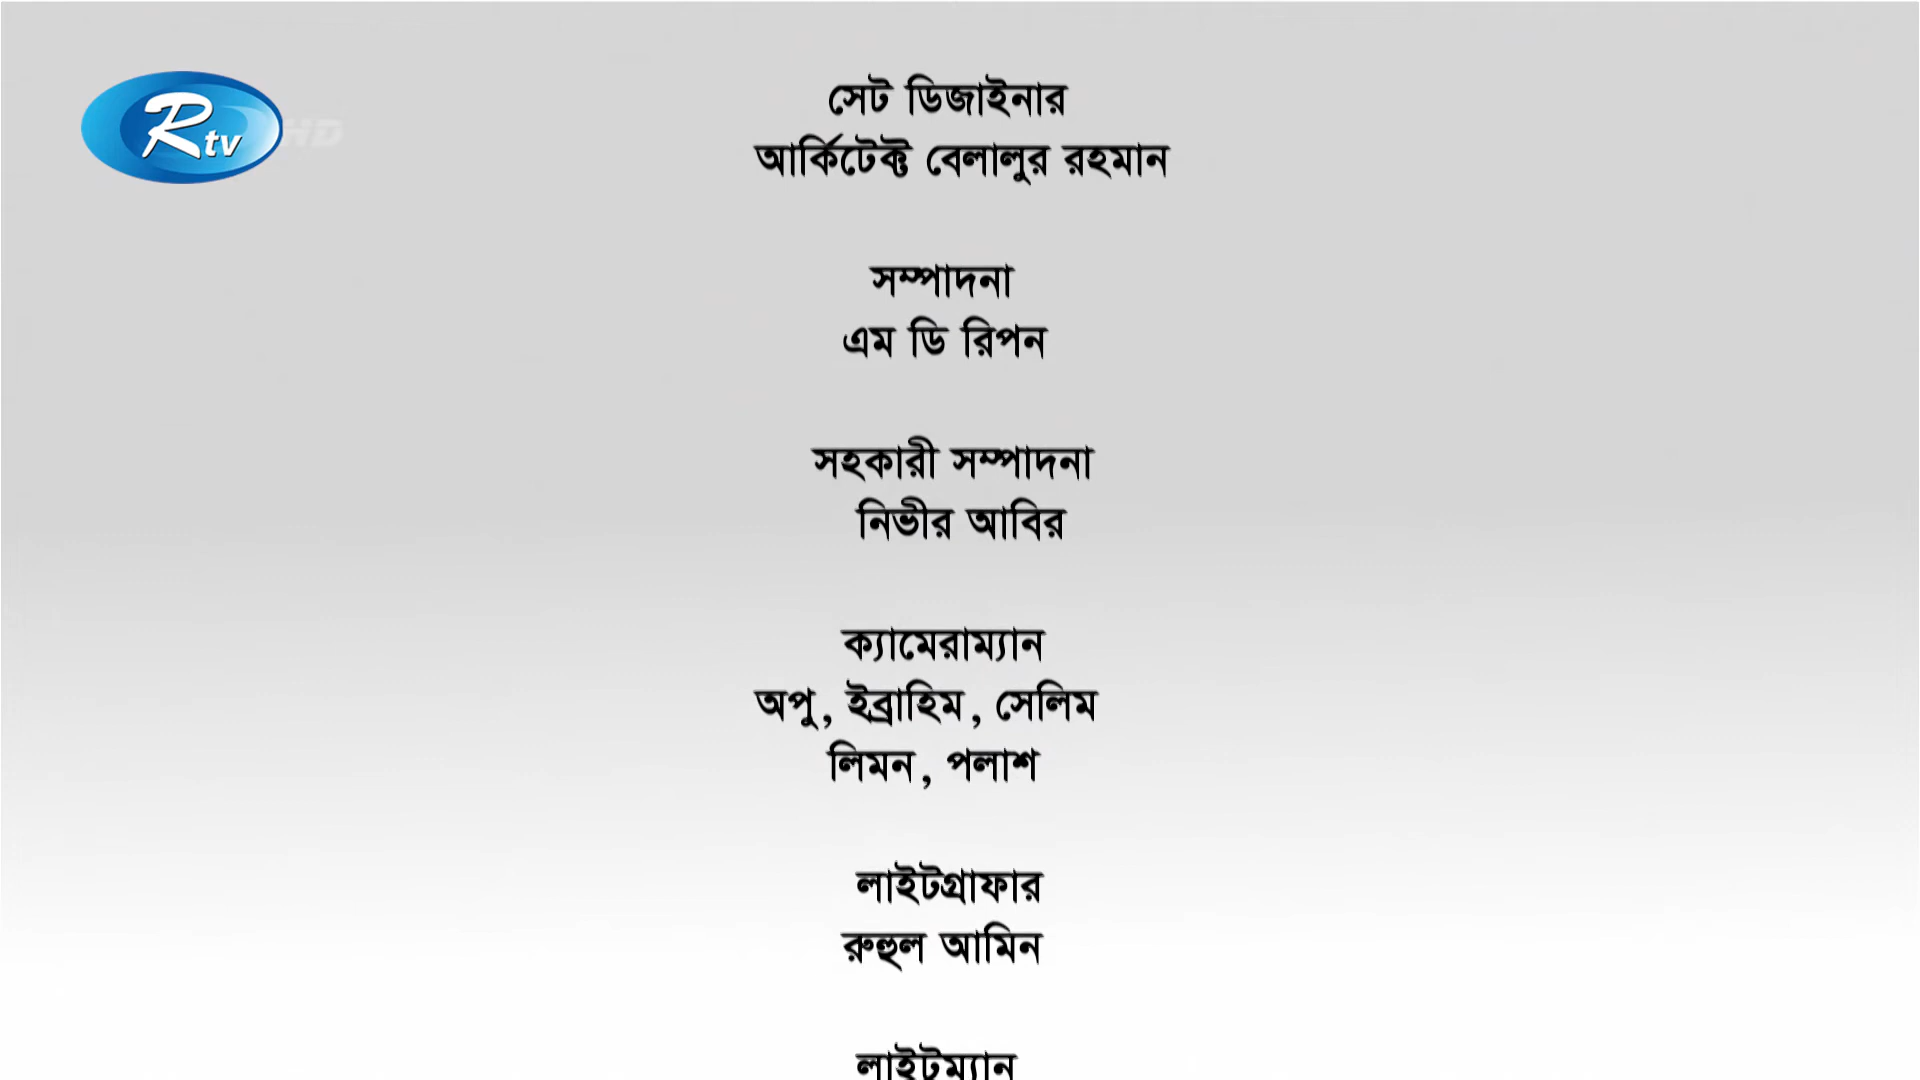 Rtv HD
সেট ডিজাইনার
আর্কিটেক্ট বেলালুর রহমান
সম্পাদনা
এম ডি রিপন
সহকারী সম্পাদনা
নিভীর আবির
ক্যামেরাম্যান
অপু, ইব্রাহিম, সেলিম
লিমন, পলাশ
লাইটগ্রাফার
রুহুল আমিন
লাইটম্যান